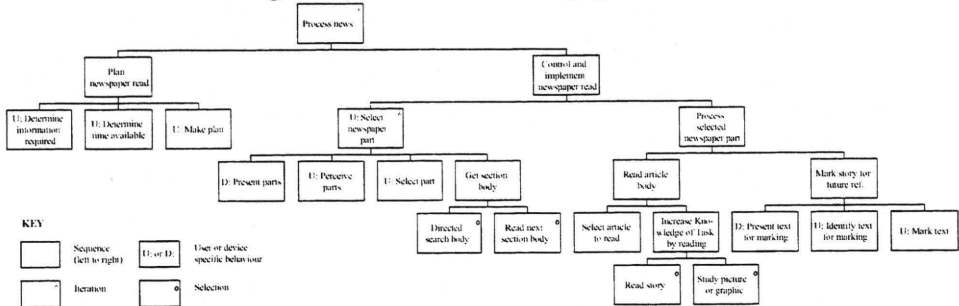 Process news
Plan
newspaper read
Control and
implement
newspaper read
U: Determine
information
required
U: Determine
time available
U: Make plan
U: Select
newspaper
part
Process
selected
newspaper part
D: Present parts
U: Perceive
parts
U: Select part
Get section
body
Read article
body
Mark story for
future ref.
Directed
search body
Read next
section body
Select article
to read
Increase Kno-
wledge of Task
by reading
D: Present text
for marking
U: Identify text
for marking
U: Mark text
Read story
Study picture
or graphic
KEY
Sequence
(left to right)
U: or D:
User or device
specific behaviour
Iteration
Selection